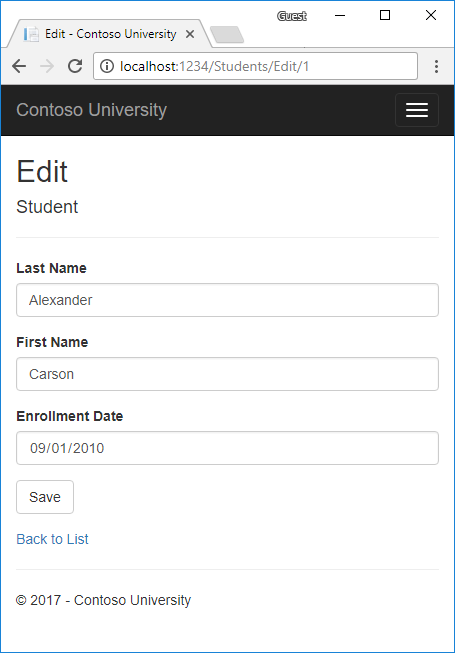 Guest
Edit - Contoso University
localhost:1234/Students/Edit/1
Contoso University
Edit
Student
Last Name
Alexander
First Name
Carson
Enrollment Date
09/01/2010
Save
Back to List
© 2017 - Contoso University